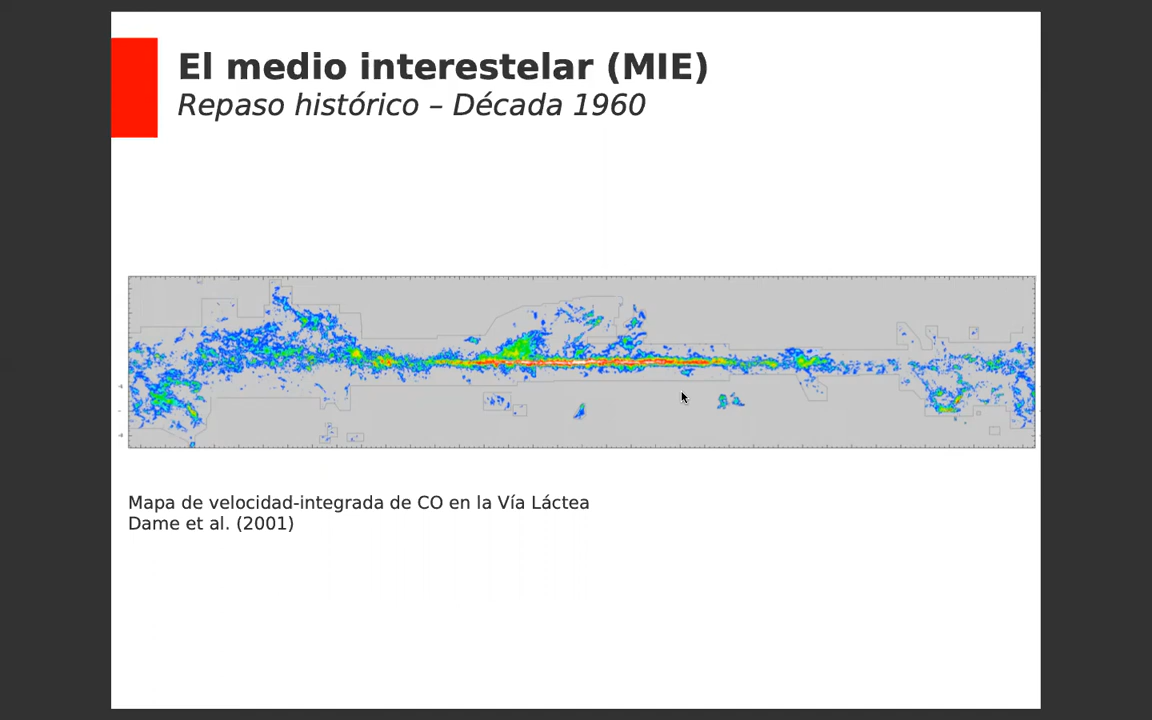 El medio interestelar (MIE)
Repaso histórico – Década 1960
Mapa de velocidad-integrada de CO en la Vía Láctea
Dame et al. (2001)